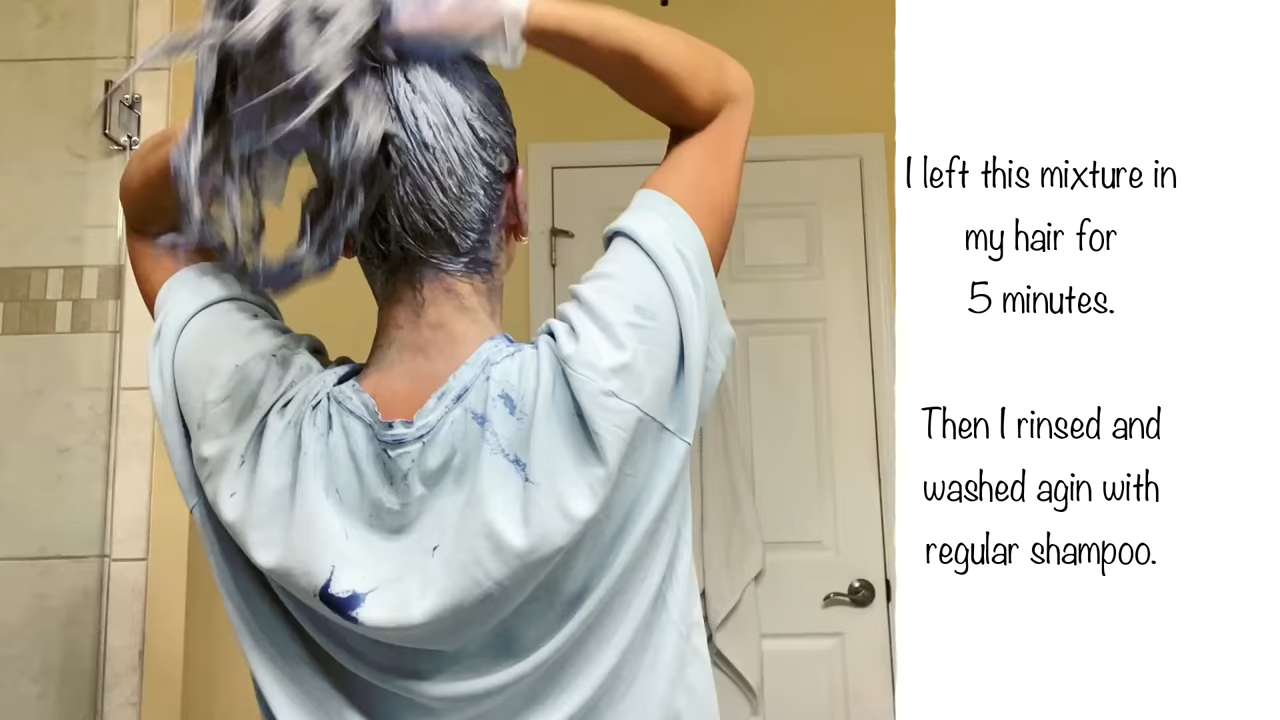 I left this mixture in
my hair for
5 minutes.
Then I rinsed and
washed agin with
regular shampoo.